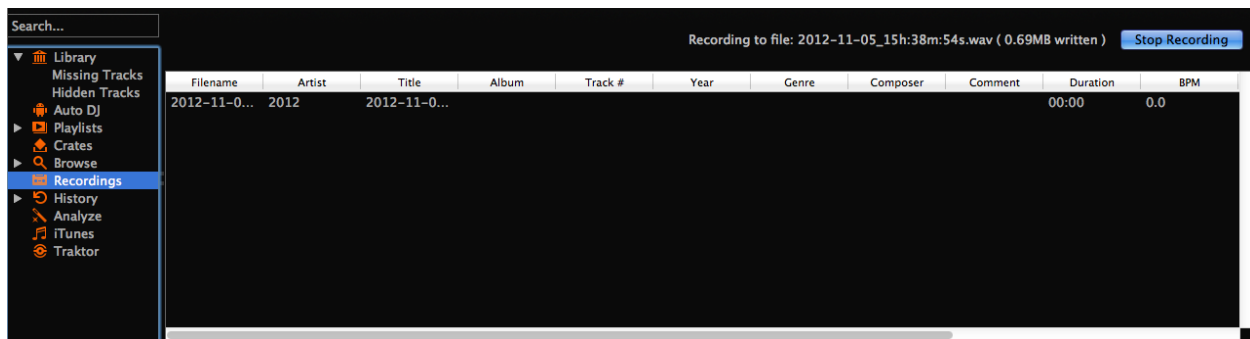 Search...
Recording to file: 2012-11-05_15h:38m:54s.wav ( 0.69MB written ) Stop Recording
Library
Missing Tracks
Hidden Tracks
Auto DJ
Playlists
Crates
Browse
Recordings
History
Analyze
iTunes
Traktor
Filename Artist Title Album Track # Year Genre Composer Comment Duration BPM
2012-11-0... 2012 2012-11-0... 00:00 0.0